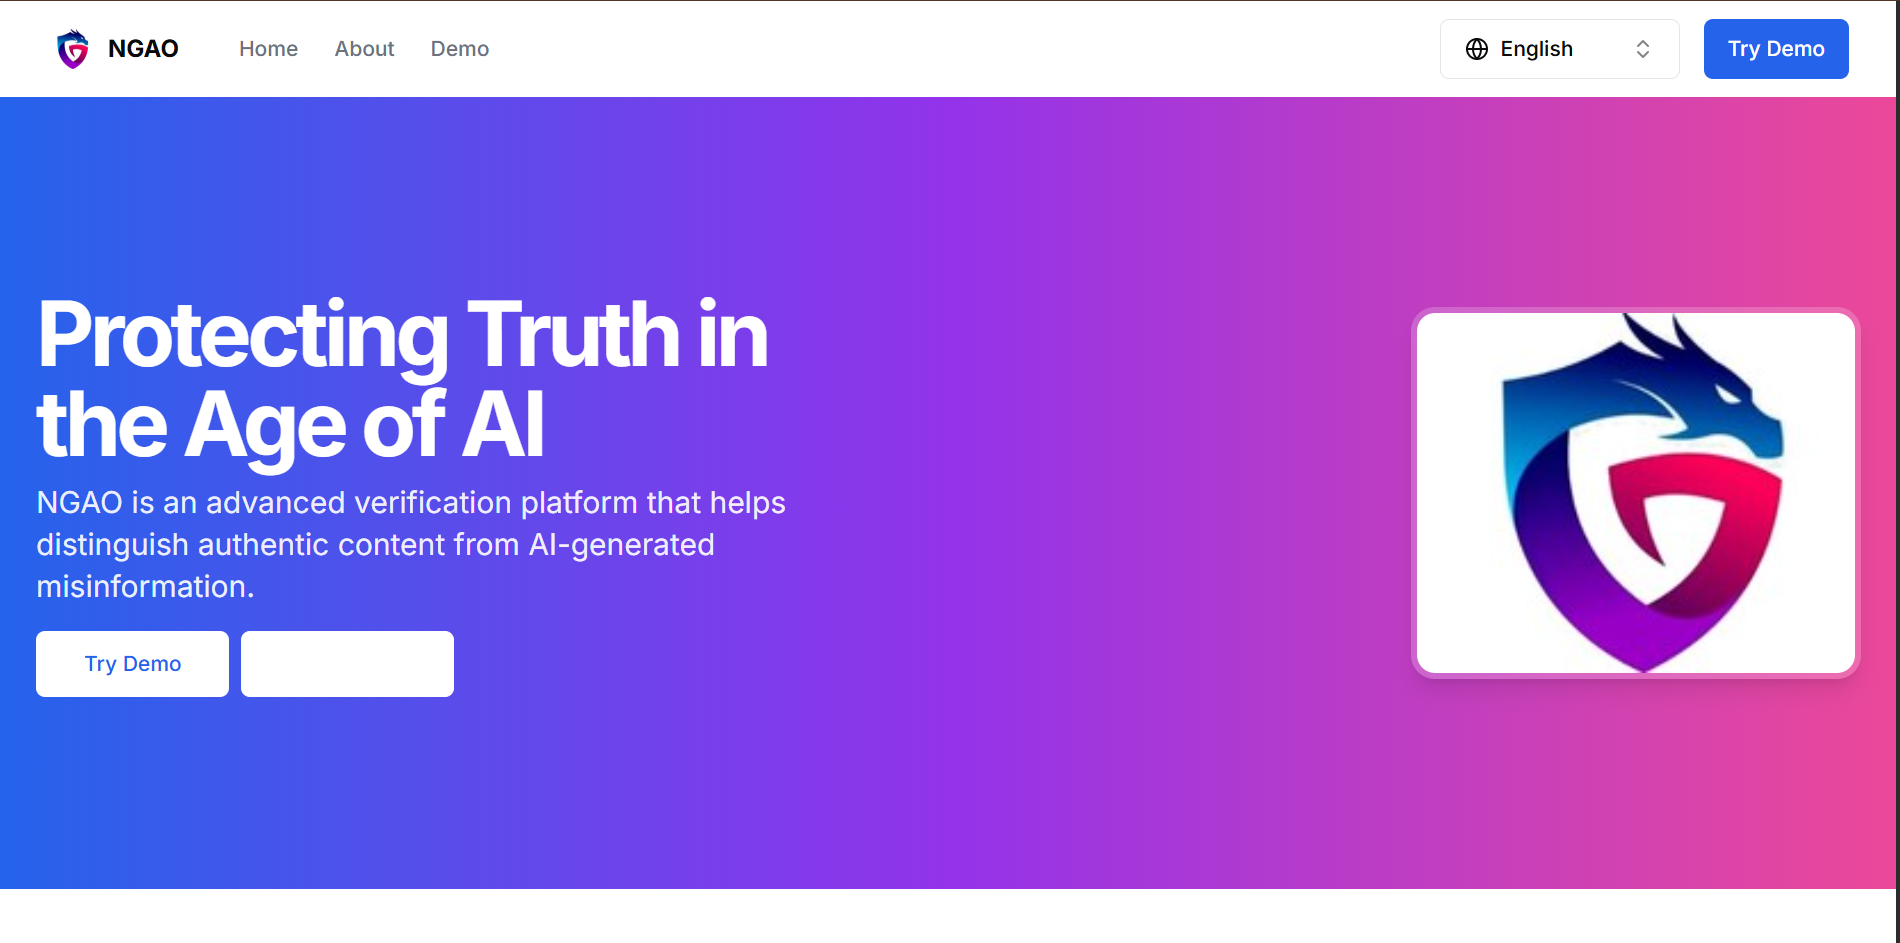 NGAO
Home
About
Demo
English
Try Demo
Protecting Truth in
the Age of AI
NGAO is an advanced verification platform that helps
distinguish authentic content from AI-generated
misinformation.
Try Demo